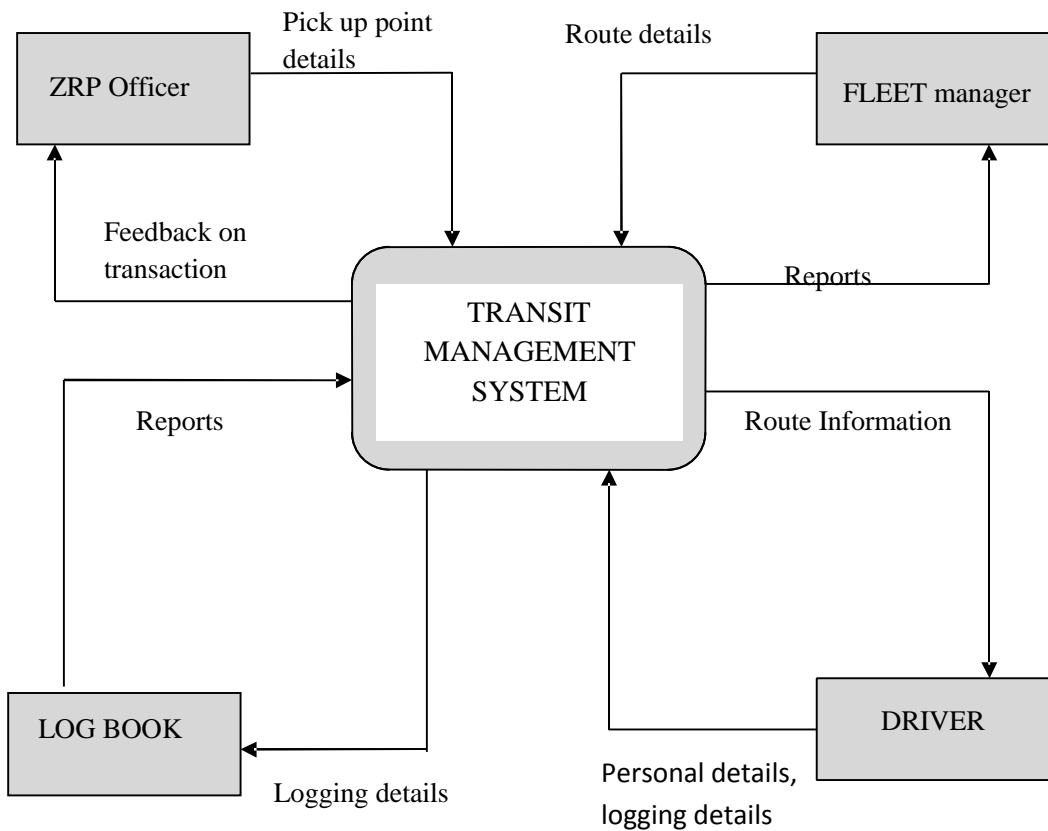 Pick up point
details
Route details
ZRP Officer
FLEET manager
Feedback on
transaction
Reports
TRANSIT
MANAGEMENT
SYSTEM
Reports
Route Information
LOG BOOK
DRIVER
Logging details
Personal details,
logging details